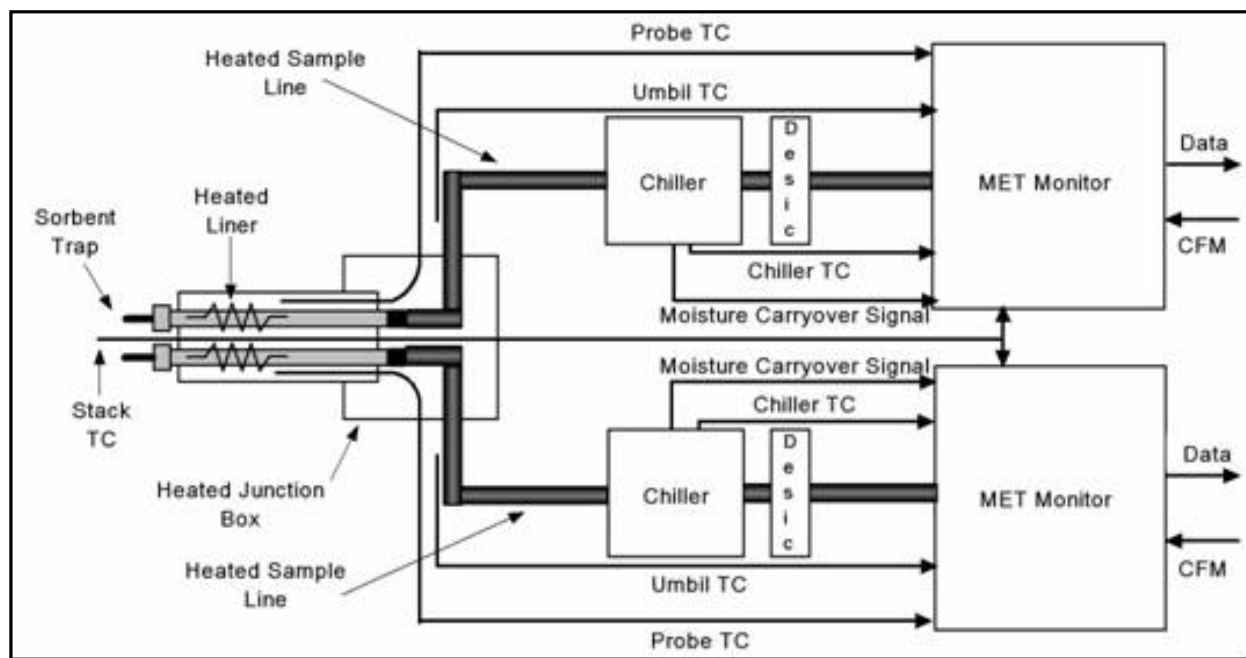 Probe TC
Heated Sample
Line
Umbil TC
Desic
Chiller
MET Monitor
Data
CFM
Heated
Liner
Sorbent
Trap
Chiller TC
Moisture Carryover Signal
Moisture Carryover Signal
Chiller TC
Stack
TC
Desic
Heated Junction
Box
Chiller
MET Monitor
Data
CFM
Heated Sample
Line
Umbil TC
Probe TC